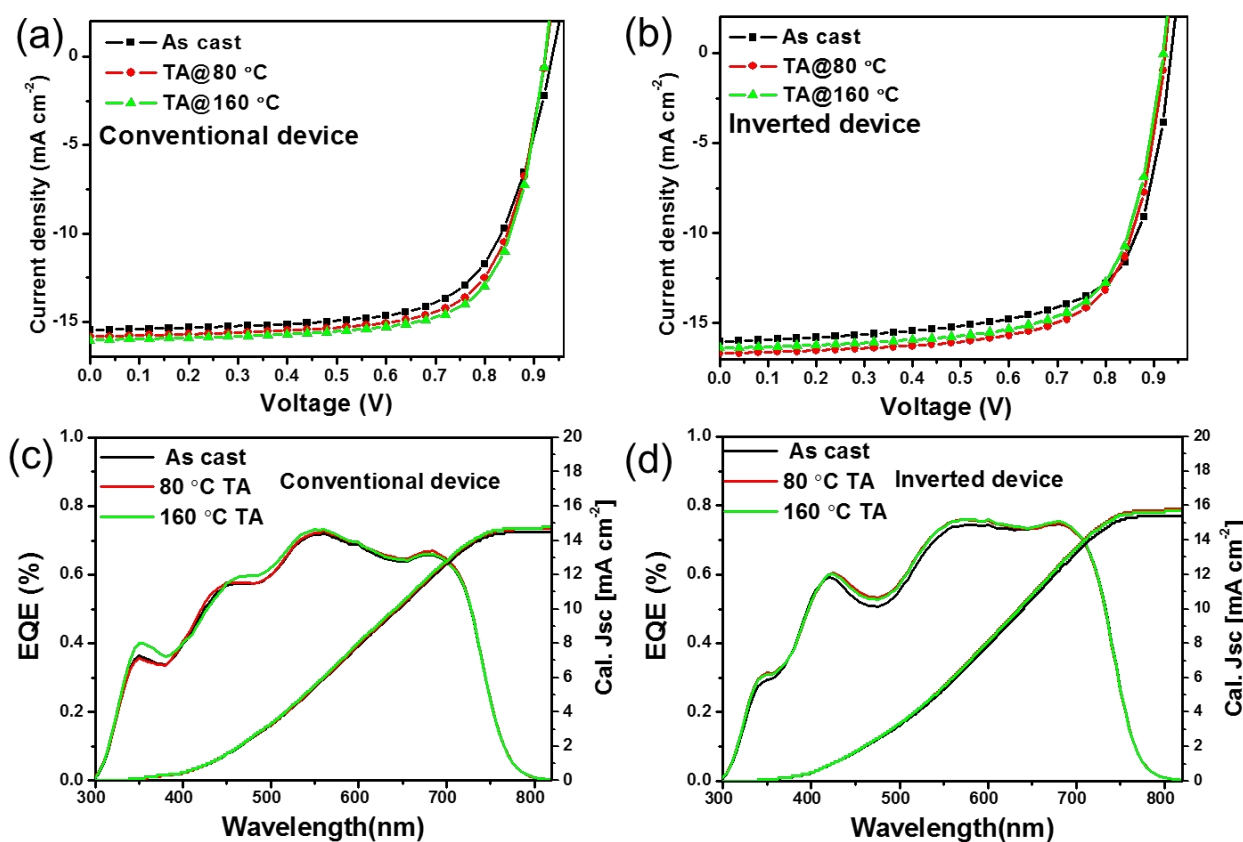 (a)
As cast
TA@80 °C
TA@160 °C
Conventional device
Current density (mA cm⁻²)
0
-5
-10
-15
0.0 0.1 0.2 0.3 0.4 0.5 0.6 0.7 0.8 0.9
Voltage (V)
(b)
As cast
TA@80 °C
TA@160 °C
Inverted device
Current density (mA cm⁻²)
0
-5
-10
-15
0.0 0.1 0.2 0.3 0.4 0.5 0.6 0.7 0.8 0.9
Voltage (V)
(c)
As cast
80 °C TA
160 °C TA
Conventional device
EQE (%)
1.0
0.8
0.6
0.4
0.2
0.0
Cal. Jsc [mA cm⁻²]
20
18
16
14
12
10
8
6
4
2
0
300 400 500 600 700 800
Wavelength(nm)
(d)
As cast
80 °C TA
160 °C TA
Inverted device
EQE (%)
1.0
0.8
0.6
0.4
0.2
0.0
Cal. Jsc [mA cm⁻²]
20
18
16
14
12
10
8
6
4
2
0
300 400 500 600 700 800
Wavelength(nm)